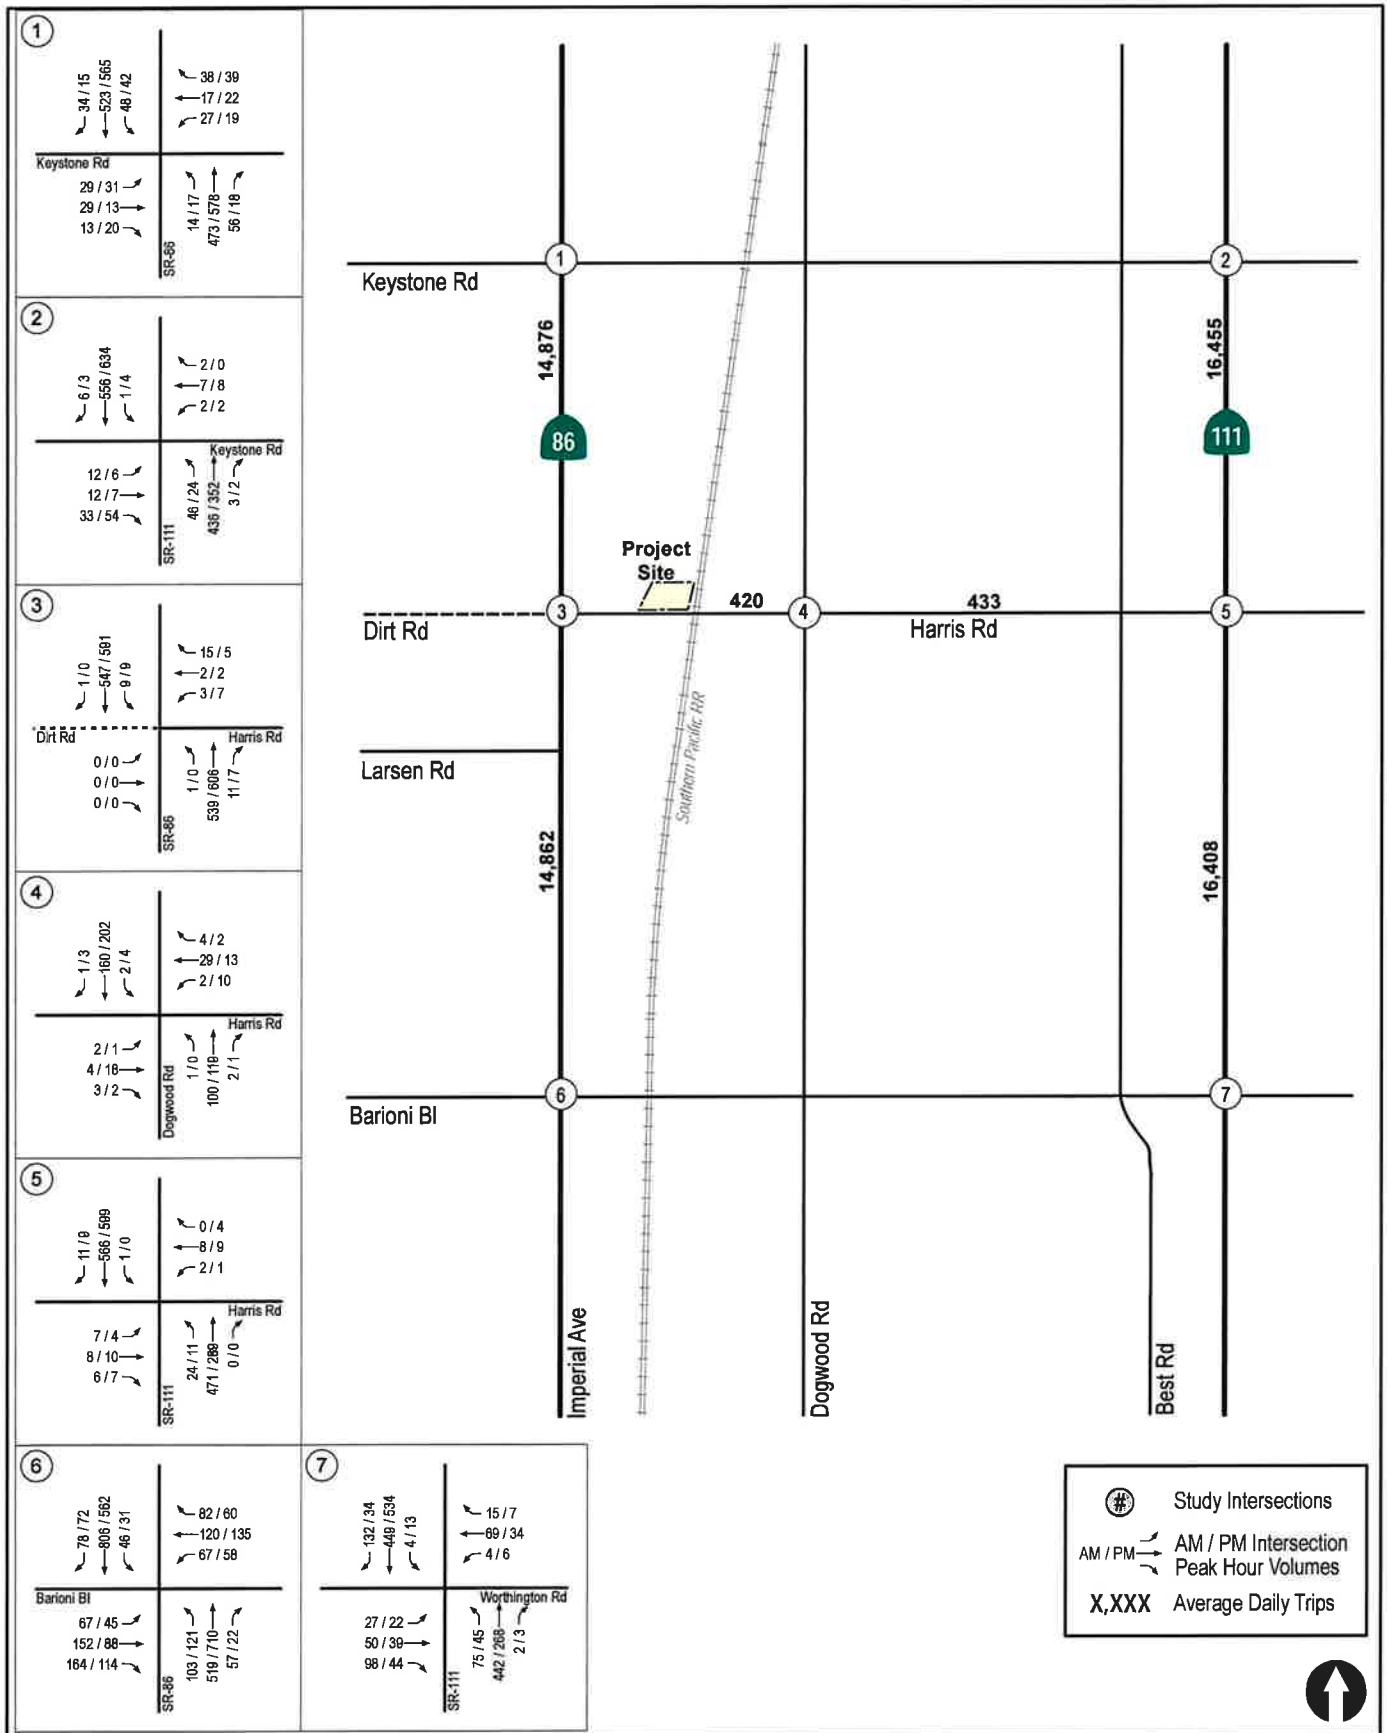 1
34 / 15
523 / 565
48 / 42
38 / 39
17 / 22
27 / 19
Keystone Rd
29 / 31
29 / 13
13 / 20
14 / 17
473 / 578
56 / 18
SR-86
2
6 / 3
556 / 634
1 / 4
2 / 0
7 / 8
2 / 2
Keystone Rd
12 / 6
12 / 7
33 / 54
46 / 24
436 / 352
3 / 2
SR-111
3
1 / 0
547 / 591
9 / 9
15 / 5
2 / 2
3 / 7
Dirt Rd
Harris Rd
0 / 0
0 / 0
0 / 0
1 / 0
539 / 606
11 / 7
SR-86
4
1 / 3
160 / 202
2 / 4
4 / 2
29 / 13
2 / 10
Harris Rd
2 / 1
4 / 18
3 / 2
1 / 0
100 / 119
2 / 1
Dogwood Rd
5
11 / 9
566 / 599
1 / 0
0 / 4
8 / 9
2 / 1
Harris Rd
7 / 4
8 / 10
6 / 7
24 / 11
471 / 289
0 / 0
SR-111
6
78 / 72
806 / 562
46 / 31
82 / 60
120 / 135
67 / 58
Barioni Bl
67 / 45
152 / 88
164 / 114
103 / 121
519 / 710
57 / 22
SR-86
7
132 / 34
449 / 534
4 / 13
15 / 7
69 / 34
4 / 6
Worthington Rd
27 / 22
50 / 39
98 / 44
75 / 45
442 / 268
2 / 3
SR-111
1
2
Keystone Rd
14,876
16,455
86
111
Project
Site
420
433
3
4
5
Dirt Rd
Harris Rd
Southern Pacific RR
Larsen Rd
14,862
16,408
6
7
Barioni Bl
Imperial Ave
Dogwood Rd
Best Rd
# Study Intersections
AM / PM AM / PM Intersection
Peak Hour Volumes
X,XXX Average Daily Trips